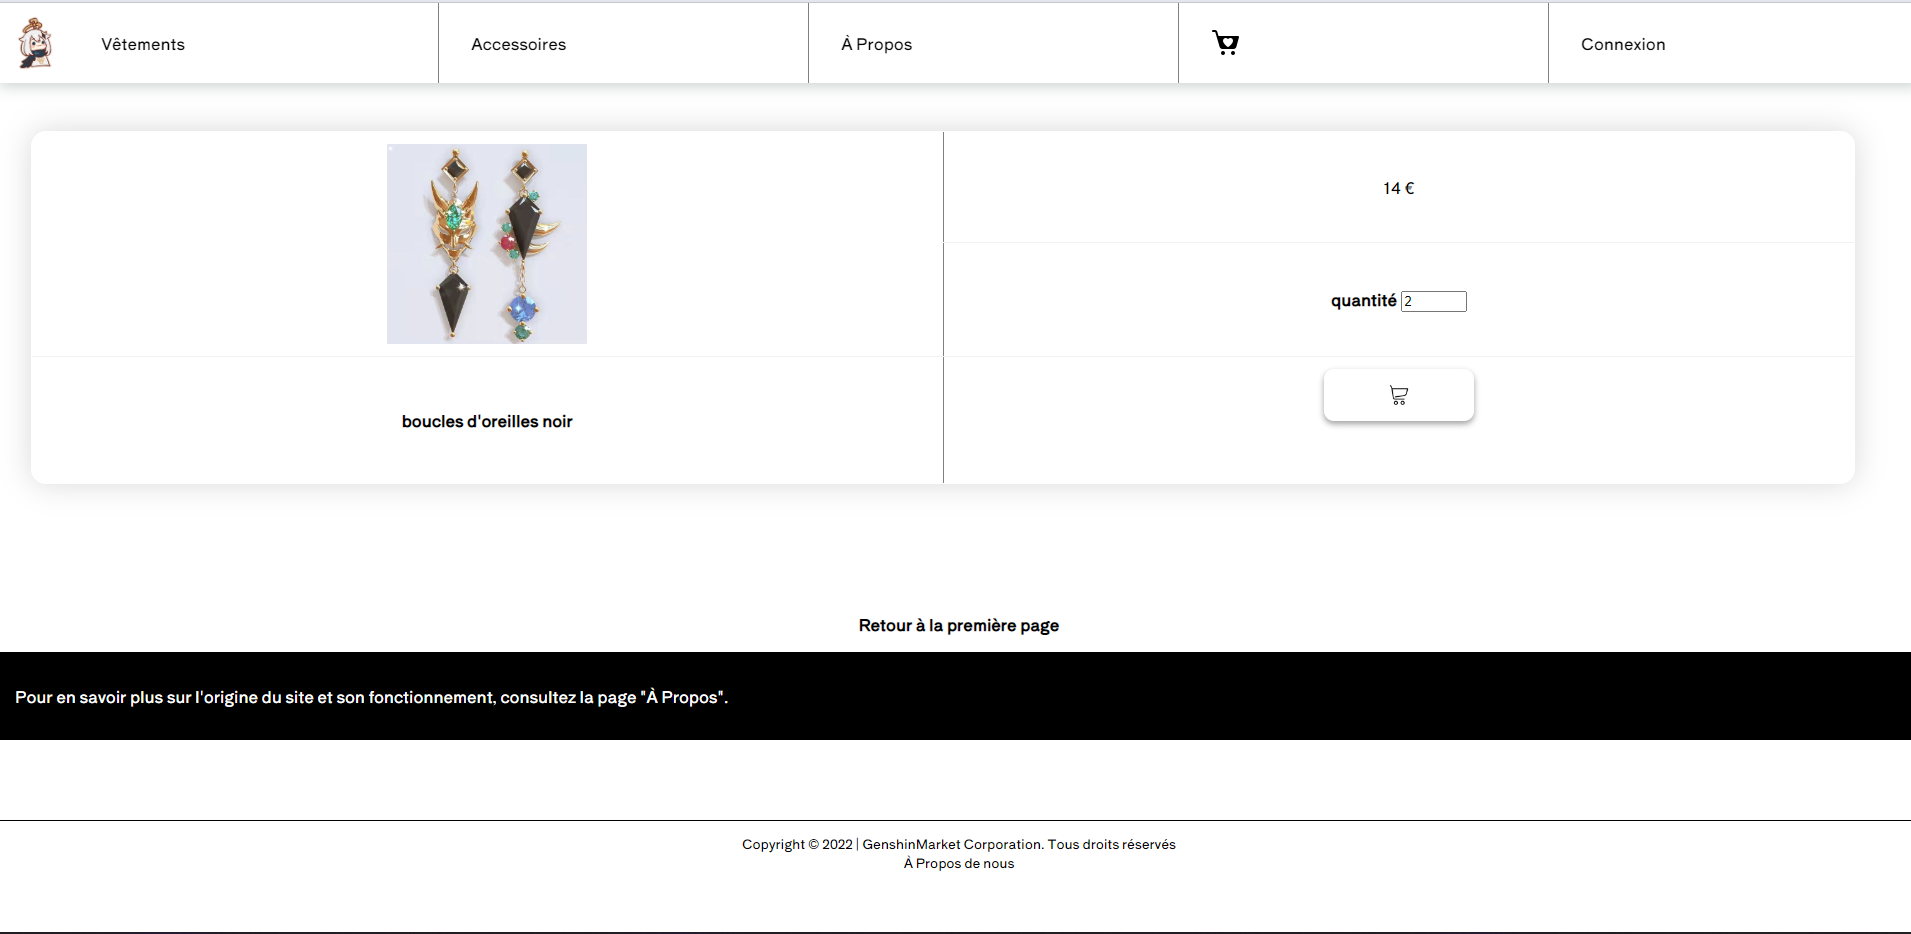 Vêtements
Accessoires
À Propos
Connexion
14 €
quantité 2
boucles d'oreilles noir
Retour à la première page
Pour en savoir plus sur l'origine du site et son fonctionnement, consultez la page "À Propos".
Copyright © 2022 | GenshinMarket Corporation. Tous droits réservés
À Propos de nous